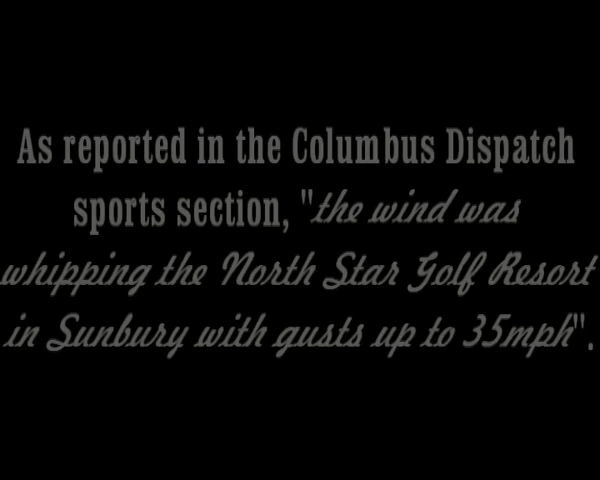 As reported in the Columbus Dispatch
sports section, "the wind was
whipping the North Star Golf Resort
in Sunbury with gusts up to 35mph".